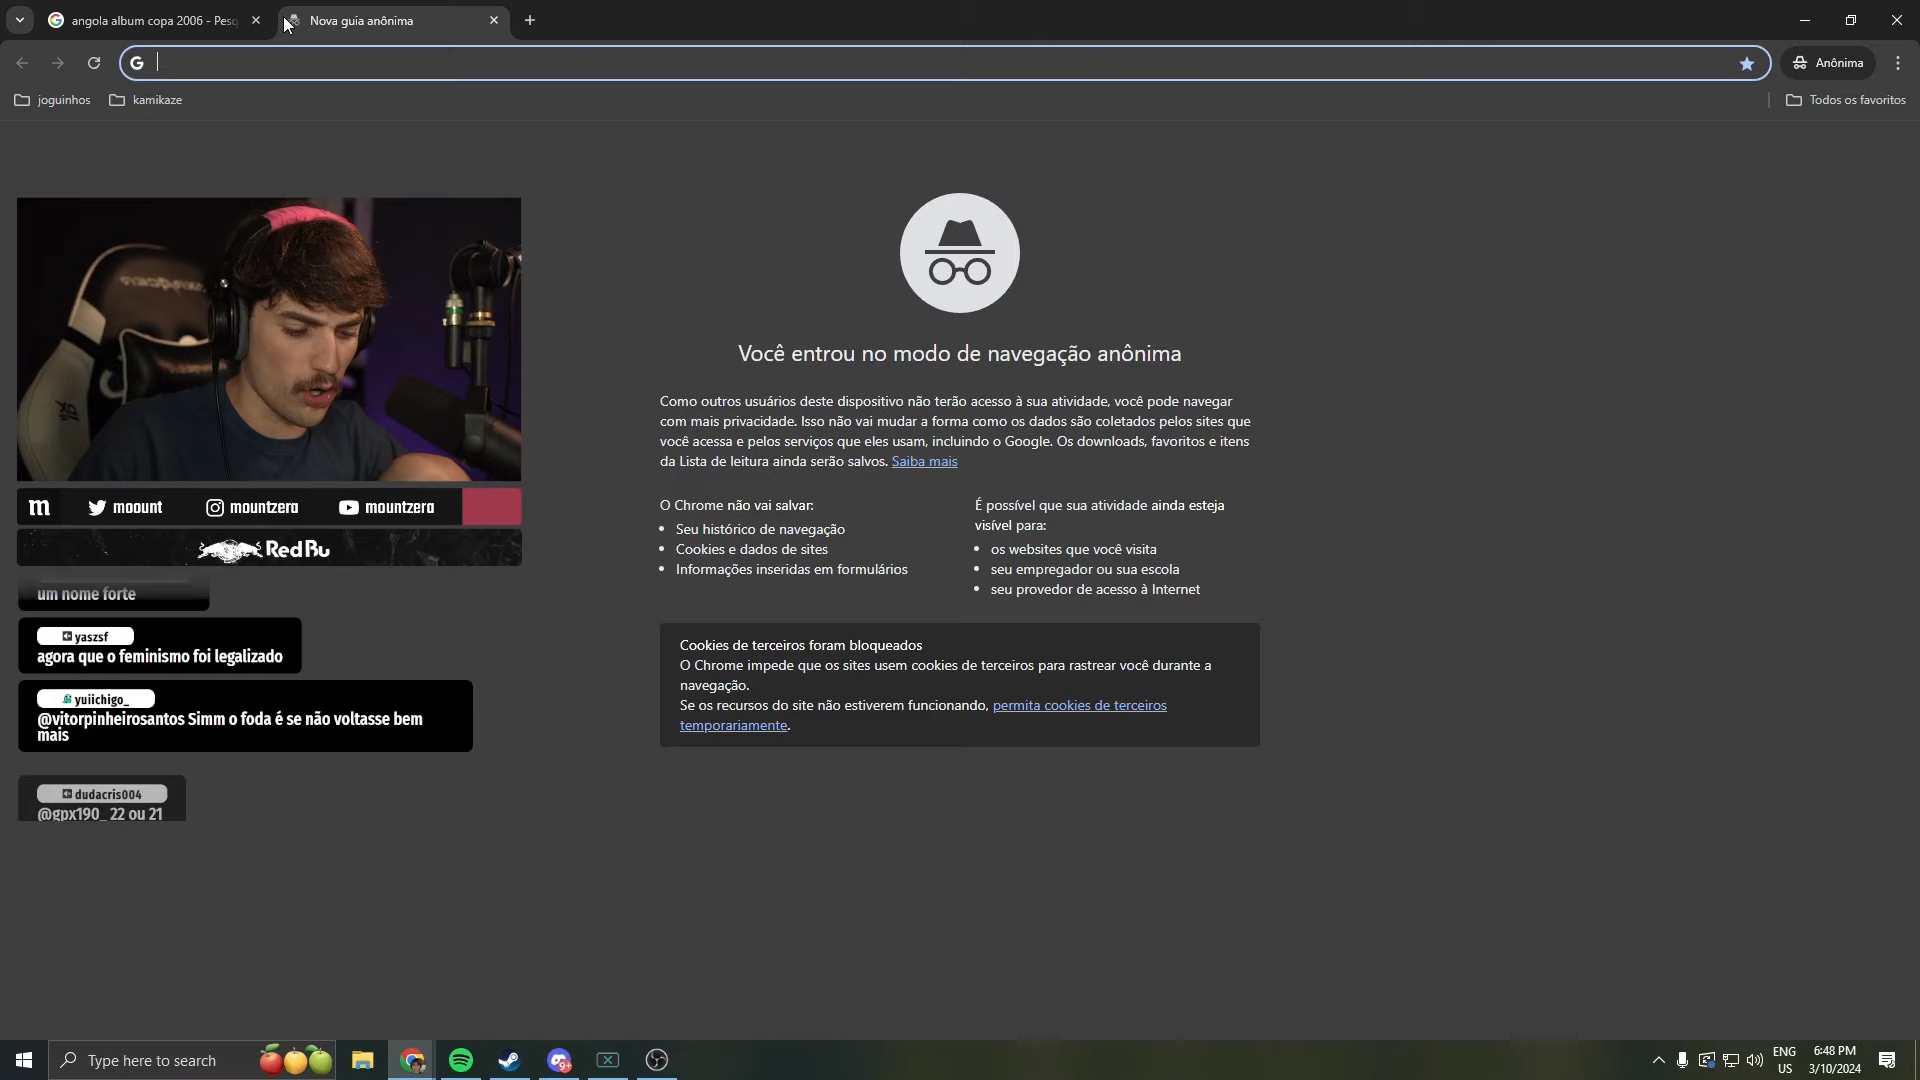 angola album copa 2006 - Pesq
Nova guia anônima
Anônima
joguinhos
kamikaze
Todos os favoritos
Você entrou no modo de navegação anônima
Como outros usuários deste dispositivo não terão acesso à sua atividade, você pode navegar
com mais privacidade. Isso não vai mudar a forma como os dados são coletados pelos sites que
você acessa e pelos serviços que eles usam, incluindo o Google. Os downloads, favoritos e itens
da Lista de leitura ainda serão salvos. Saiba mais
O Chrome não vai salvar:
• Seu histórico de navegação
• Cookies e dados de sites
• Informações inseridas em formulários
É possível que sua atividade ainda esteja
visível para:
• os websites que você visita
• seu empregador ou sua escola
• seu provedor de acesso à Internet
Cookies de terceiros foram bloqueados
O Chrome impede que os sites usem cookies de terceiros para rastrear você durante a
navegação.
Se os recursos do site não estiverem funcionando, permita cookies de terceiros
temporariamente.
m
moount
mountzera
mountzera
Red Bu
um nome forte
yaszsf
agora que o feminismo foi legalizado
yuiichigo_
@vitorpinheirosantos Simm o foda é se não voltasse bem
mais
dudacris004
@gpx190_ 22 ou 21
Type here to search
9+
ENG
US
6:48 PM
3/10/2024